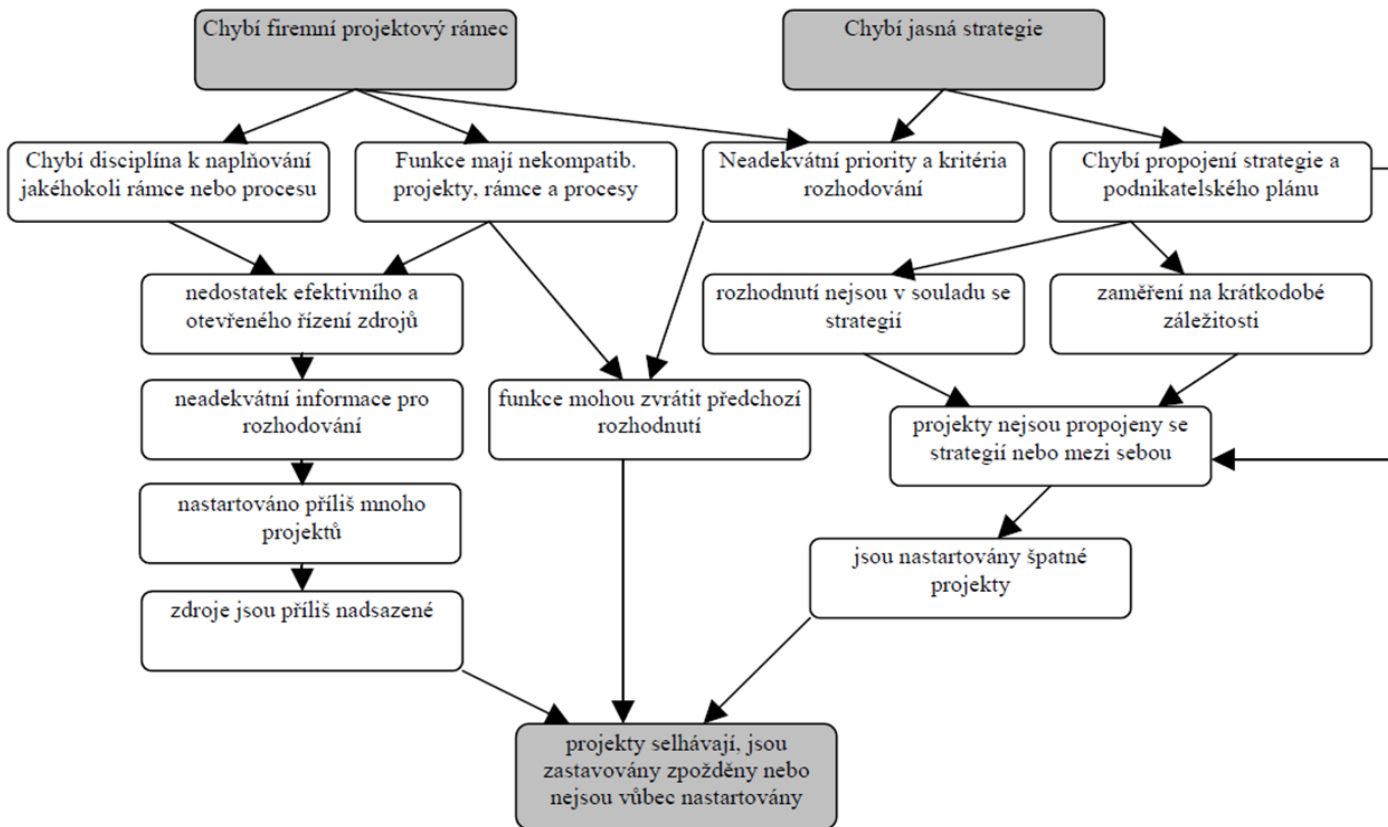 Chybí firemní projektový rámec
Chybí jasná strategie
Chybí disciplína k naplňování
jakéhokoli rámce nebo procesu
Funkce mají nekompatib.
projekty, rámce a procesy
Neadekvátní priority a kritéria
rozhodování
Chybí propojení strategie a
podnikatelského plánu
nedostatek efektivního a
otevřeného řízení zdrojů
rozhodnutí nejsou v souladu se
strategií
zaměření na krátkodobé
záležitosti
neadekvátní informace pro
rozhodování
funkce mohou zvrátit předchozí
rozhodnutí
projekty nejsou propojeny se
strategií nebo mezi sebou
nastartováno příliš mnoho
projektů
jsou nastartovány špatné
projekty
zdroje jsou příliš nadsazené
projekty selhávají, jsou
zastavovány zpožděny nebo
nejsou vůbec nastartovány